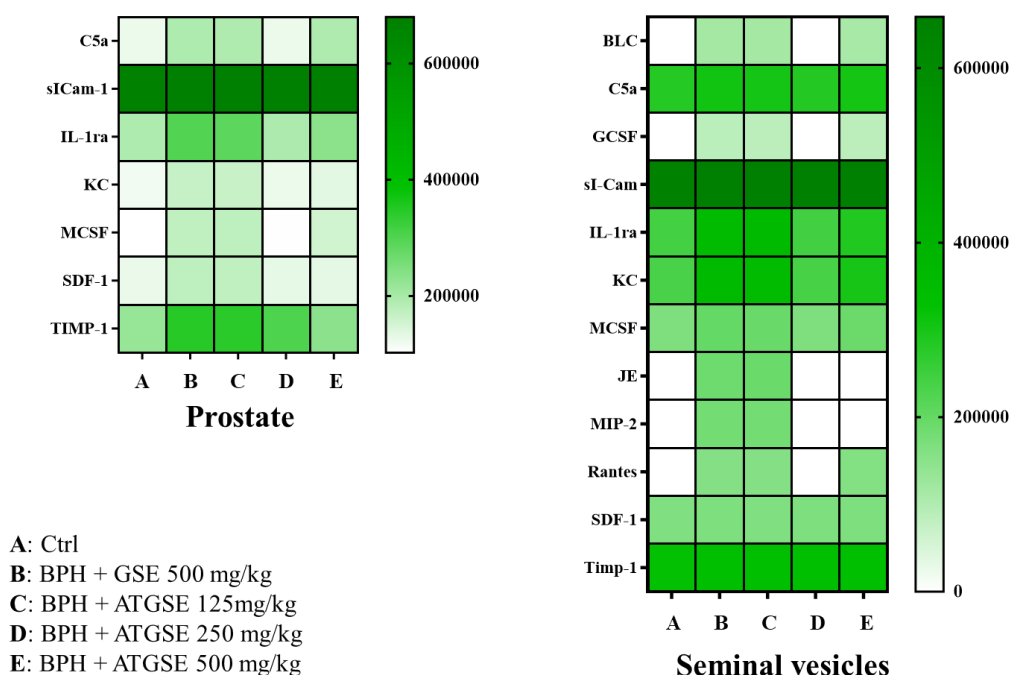 C5a
sICam-1
IL-1ra
KC
MCSF
SDF-1
TIMP-1
600000
400000
200000
A B C D E
Prostate
BLC
C5a
GCSF
sI-Cam
IL-1ra
KC
MCSF
JE
MIP-2
Rantes
SDF-1
Timp-1
600000
400000
200000
0
A B C D E
Seminal vesicles
A: Ctrl
B: BPH + GSE 500 mg/kg
C: BPH + ATGSE 125mg/kg
D: BPH + ATGSE 250 mg/kg
E: BPH + ATGSE 500 mg/kg